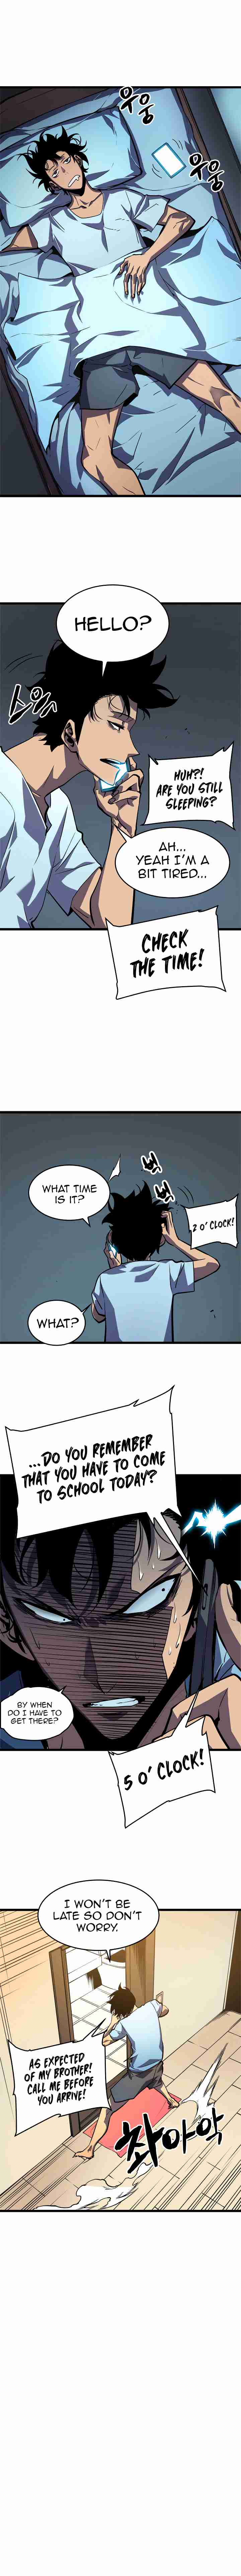 우웅
우웅
HELLO?
스윽
HUH?!
ARE YOU STILL
SLEEPING?
AH...
YEAH I'M A
BIT TIRED...
CHECK
THE TIME!
WHAT TIME
IS IT?
벅
벅
2 O' CLOCK!
WHAT?
...DO YOU REMEMBER
THAT YOU HAVE TO COME
TO SCHOOL TODAY?
BY WHEN
DO I HAVE TO
GET THERE?
5 O' CLOCK!
I WON'T BE
LATE SO DON'T
WORRY.
AS EXPECTED
OF MY BROTHER!
CALL ME BEFORE
YOU ARRIVE!
촤아악